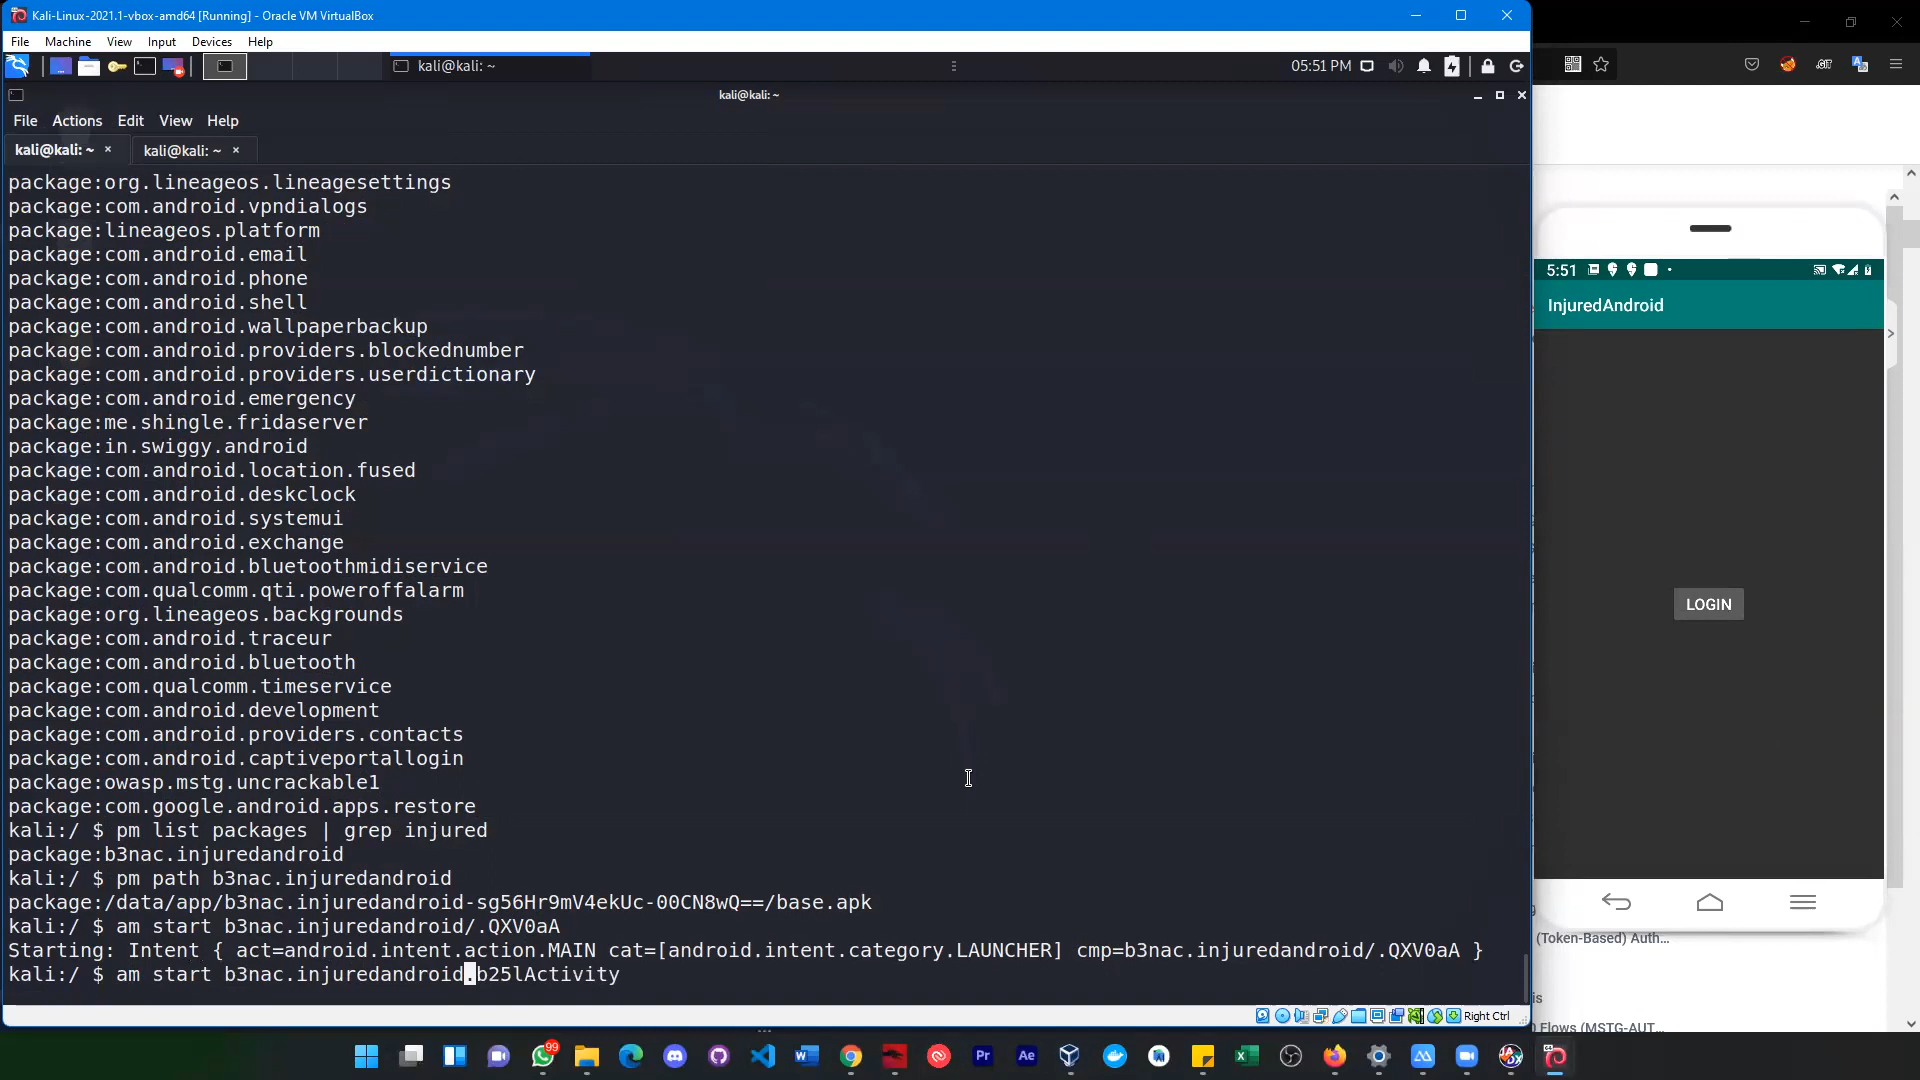 Kali-Linux-2021.1-vbox-amd64 [Running] - Oracle VM VirtualBox
File Machine View Input Devices Help
kali@kali: ~
05:51 PM
kali@kali: ~
File Actions Edit View Help
kali@kali: ~ ×
kali@kali: ~ ×
package:org.lineageos.lineagesettings
package:com.android.vpndialogs
package:lineageos.platform
package:com.android.email
package:com.android.phone
package:com.android.shell
package:com.android.wallpaperbackup
package:com.android.providers.blockednumber
package:com.android.providers.userdictionary
package:com.android.emergency
package:me.shingle.fridaserver
package:in.swiggy.android
package:com.android.location.fused
package:com.android.deskclock
package:com.android.systemui
package:com.android.exchange
package:com.android.bluetoothmidiservice
package:com.qualcomm.qti.poweroffalarm
package:org.lineageos.backgrounds
package:com.android.traceur
package:com.android.bluetooth
package:com.qualcomm.timeservice
package:com.android.development
package:com.android.providers.contacts
package:com.android.captiveportallogin
package:owasp.mstg.uncrackable1
package:com.google.android.apps.restore
kali:/ $ pm list packages | grep injured
package:b3nac.injuredandroid
kali:/ $ pm path b3nac.injuredandroid
package:/data/app/b3nac.injuredandroid-sg56Hr9mV4ekUc-00CN8wQ==/base.apk
kali:/ $ am start b3nac.injuredandroid/.QXV0aA
Starting: Intent { act=android.intent.action.MAIN cat=[android.intent.category.LAUNCHER] cmp=b3nac.injuredandroid/.QXV0aA }
kali:/ $ am start b3nac.injuredandroid.b25lActivity
Right Ctrl
5:51
InjuredAndroid
LOGIN
(Token-Based) Auth...
is
0 Flows (MSTG-AUT...
99
Pr
Ae